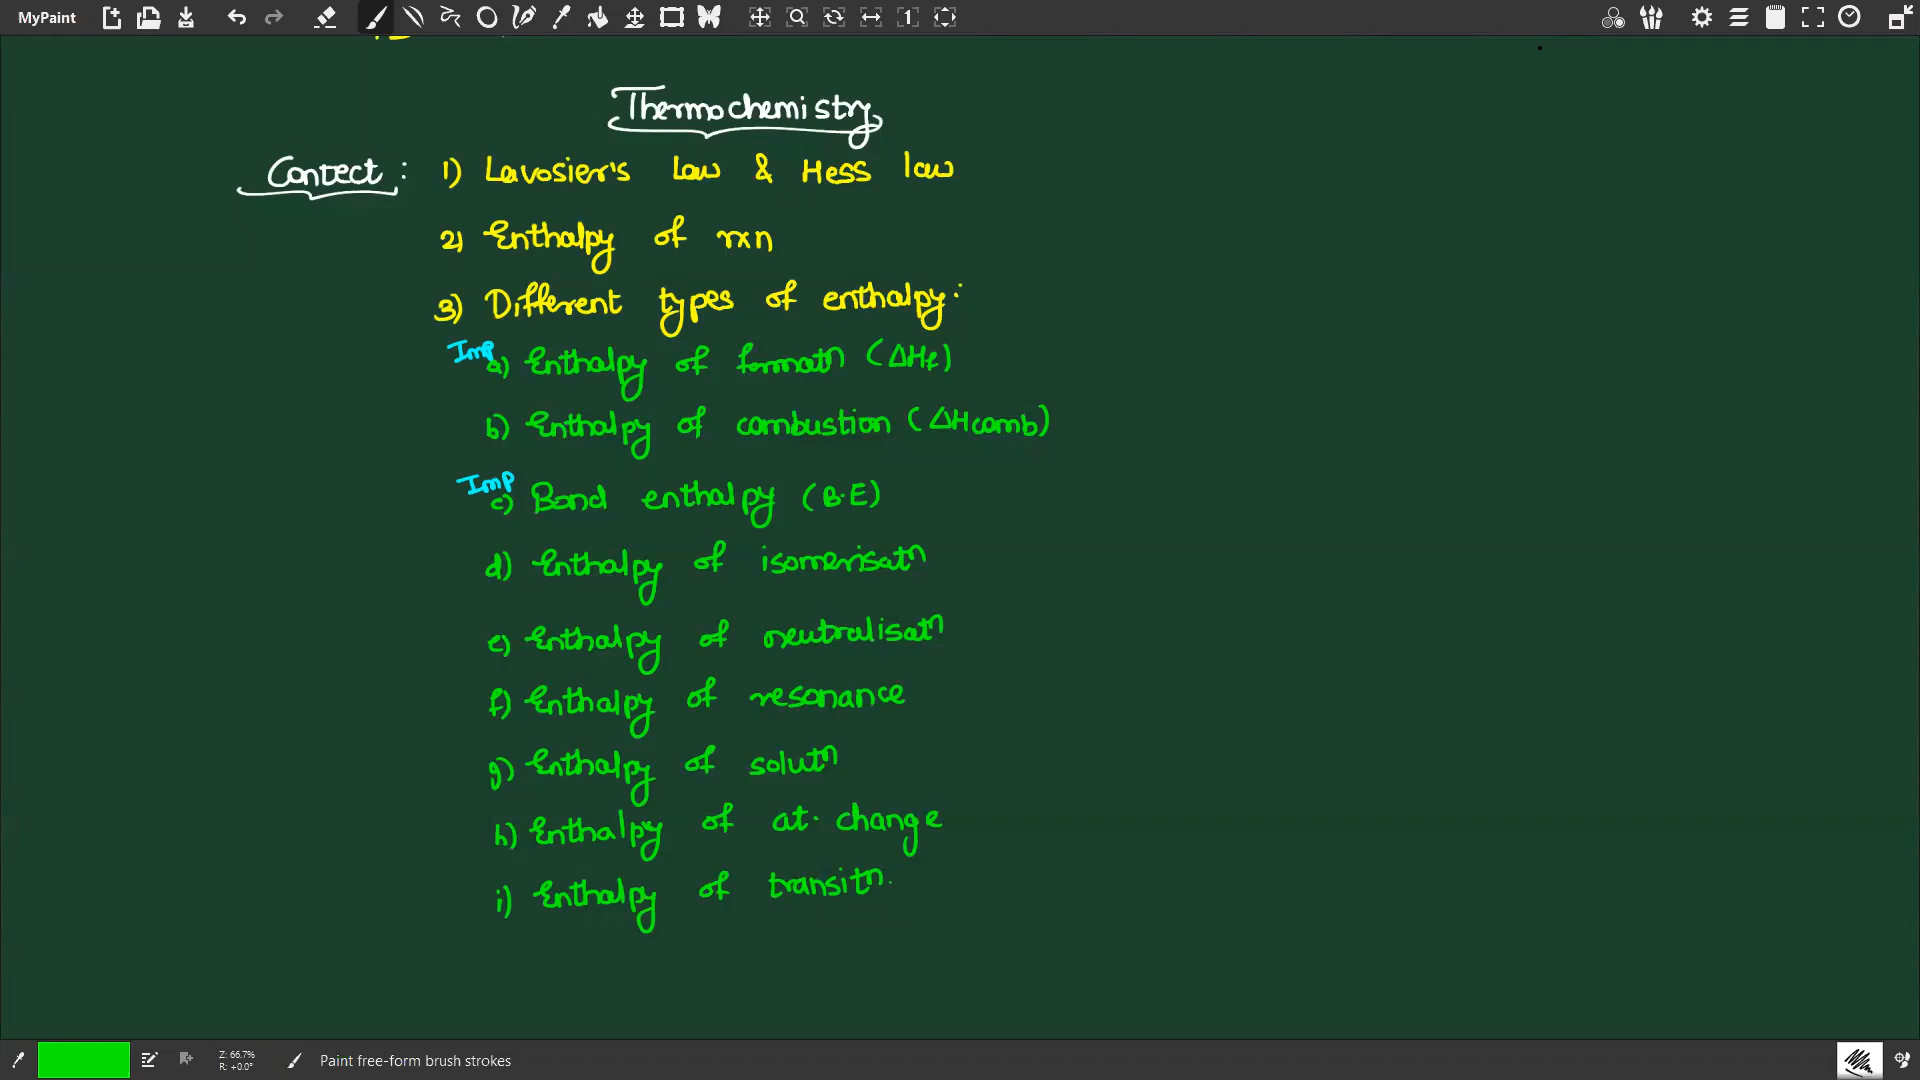 MyPaint
Thermochemistry
Contect : 1) Lavosier's law & Hess law
2) Enthalpy of rxn
3) Different types of enthalpy:
Imp
a) Enthalpy of formatn (ΔHf)
b) Enthalpy of combustion (ΔHcomb)
Imp
c) Bond enthalpy (B.E)
d) Enthalpy of isomerisatn
e) Enthalpy of neutralisatn
f) Enthalpy of resonance
g) Enthalpy of solutn
h) Enthalpy of at. change
i) Enthalpy of transitn.
Z: 66.7%
R: +0.0°
Paint free-form brush strokes